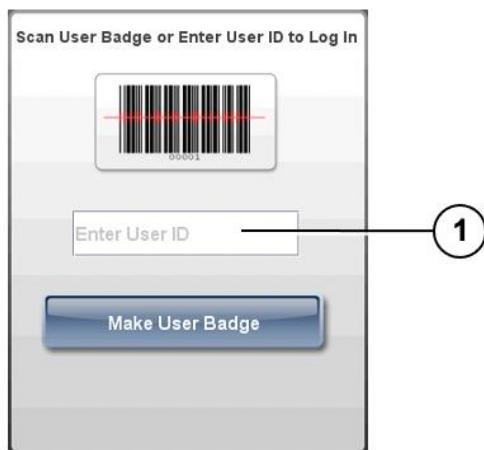 Scan User Badge or Enter User ID to Log In
00001
Enter User ID
1
Make User Badge